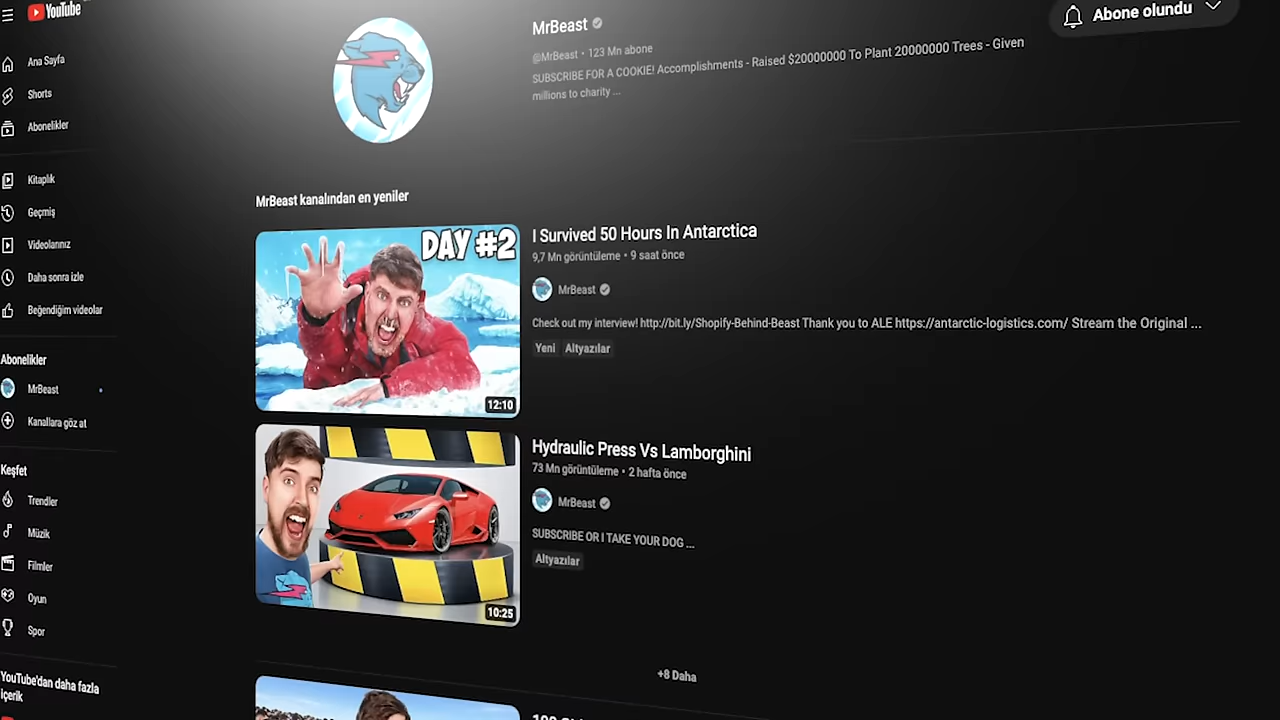 YouTube
Ana Sayfa
Shorts
Abonelikler
Kitaplık
Geçmiş
Videolarınız
Daha sonra izle
Beğendiğim videolar
Abonelikler
MrBeast
Kanallara göz at
Keşfet
Trendler
Müzik
Filmler
Oyun
Spor
YouTube'dan daha fazla
içerik
MrBeast
@MrBeast • 123 Mn abone
SUBSCRIBE FOR A COOKIE! Accomplishments - Raised $20000000 To Plant 20000000 Trees - Given
millions to charity ...
Abone olundu
MrBeast kanalından en yeniler
DAY #2
12:10
I Survived 50 Hours In Antarctica
9,7 Mn görüntüleme • 9 saat önce
MrBeast
Check out my interview! http://bit.ly/Shopify-Behind-Beast Thank you to ALE https://antarctic-logistics.com/ Stream the Original ...
Yeni Altyazılar
10:25
Hydraulic Press Vs Lamborghini
73 Mn görüntüleme • 2 hafta önce
MrBeast
SUBSCRIBE OR I TAKE YOUR DOG ...
Altyazılar
+8 Daha